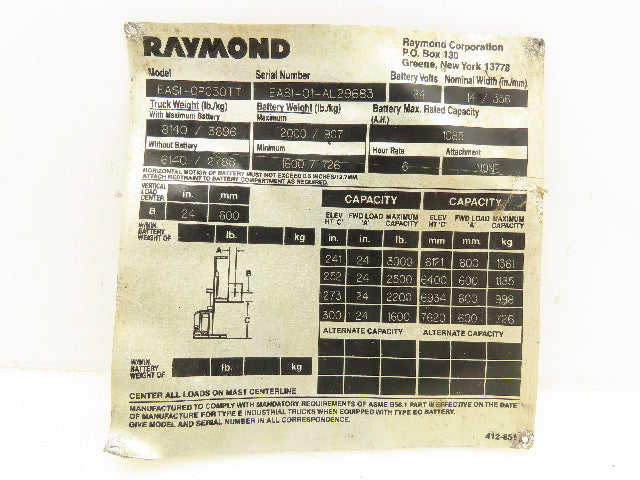 RAYMOND
Raymond Corporation
P.O. Box 130
Greene, New York 13778
Model Serial Number Battery Volts Nominal Width (in./mm)
EASI-OPC30TT EASI-01-AL29683 24 14 / 356
Truck Weight (lb./kg) Battery Weight (lb./kg) Battery Max. Rated Capacity
With Maximum Battery Maximum (A.H.)
8140 / 3696 2000 / 907 1085
Without Battery Minimum Hour Rate Attachment
6140 / 2788 1600 / 726 6 NONE
HORIZONTAL MOTION OF BATTERY MUST NOT EXCEED 0.5 INCHES/12.7MM
ATTACH RESTRAINT TO BATTERY COMPARTMENT AS REQUIRED.
VERTICAL LOAD CENTER in. mm
B 24 600
W/MIN. BATTERY WEIGHT OF lb. kg
A
B
C
CAPACITY CAPACITY
ELEV HT 'C' FWD LOAD 'A' MAXIMUM CAPACITY ELEV HT 'C' FWD LOAD 'A' MAXIMUM CAPACITY
in. in. lb. mm mm kg
241 24 3000 6121 600 1361
252 24 2500 6400 600 1135
273 24 2200 6934 600 998
300 24 1600 7620 600 726
ALTERNATE CAPACITY ALTERNATE CAPACITY
W/MIN. BATTERY WEIGHT OF lb. kg
CENTER ALL LOADS ON MAST CENTERLINE
MANUFACTURED TO COMPLY WITH MANDATORY REQUIREMENTS OF ASME B56.1 PART III EFFECTIVE ON THE DATE
OF MANUFACTURE FOR TYPE E INDUSTRIAL TRUCKS WHEN EQUIPPED WITH TYPE EO BATTERY.
GIVE MODEL AND SERIAL NUMBER IN ALL CORRESPONDENCE.